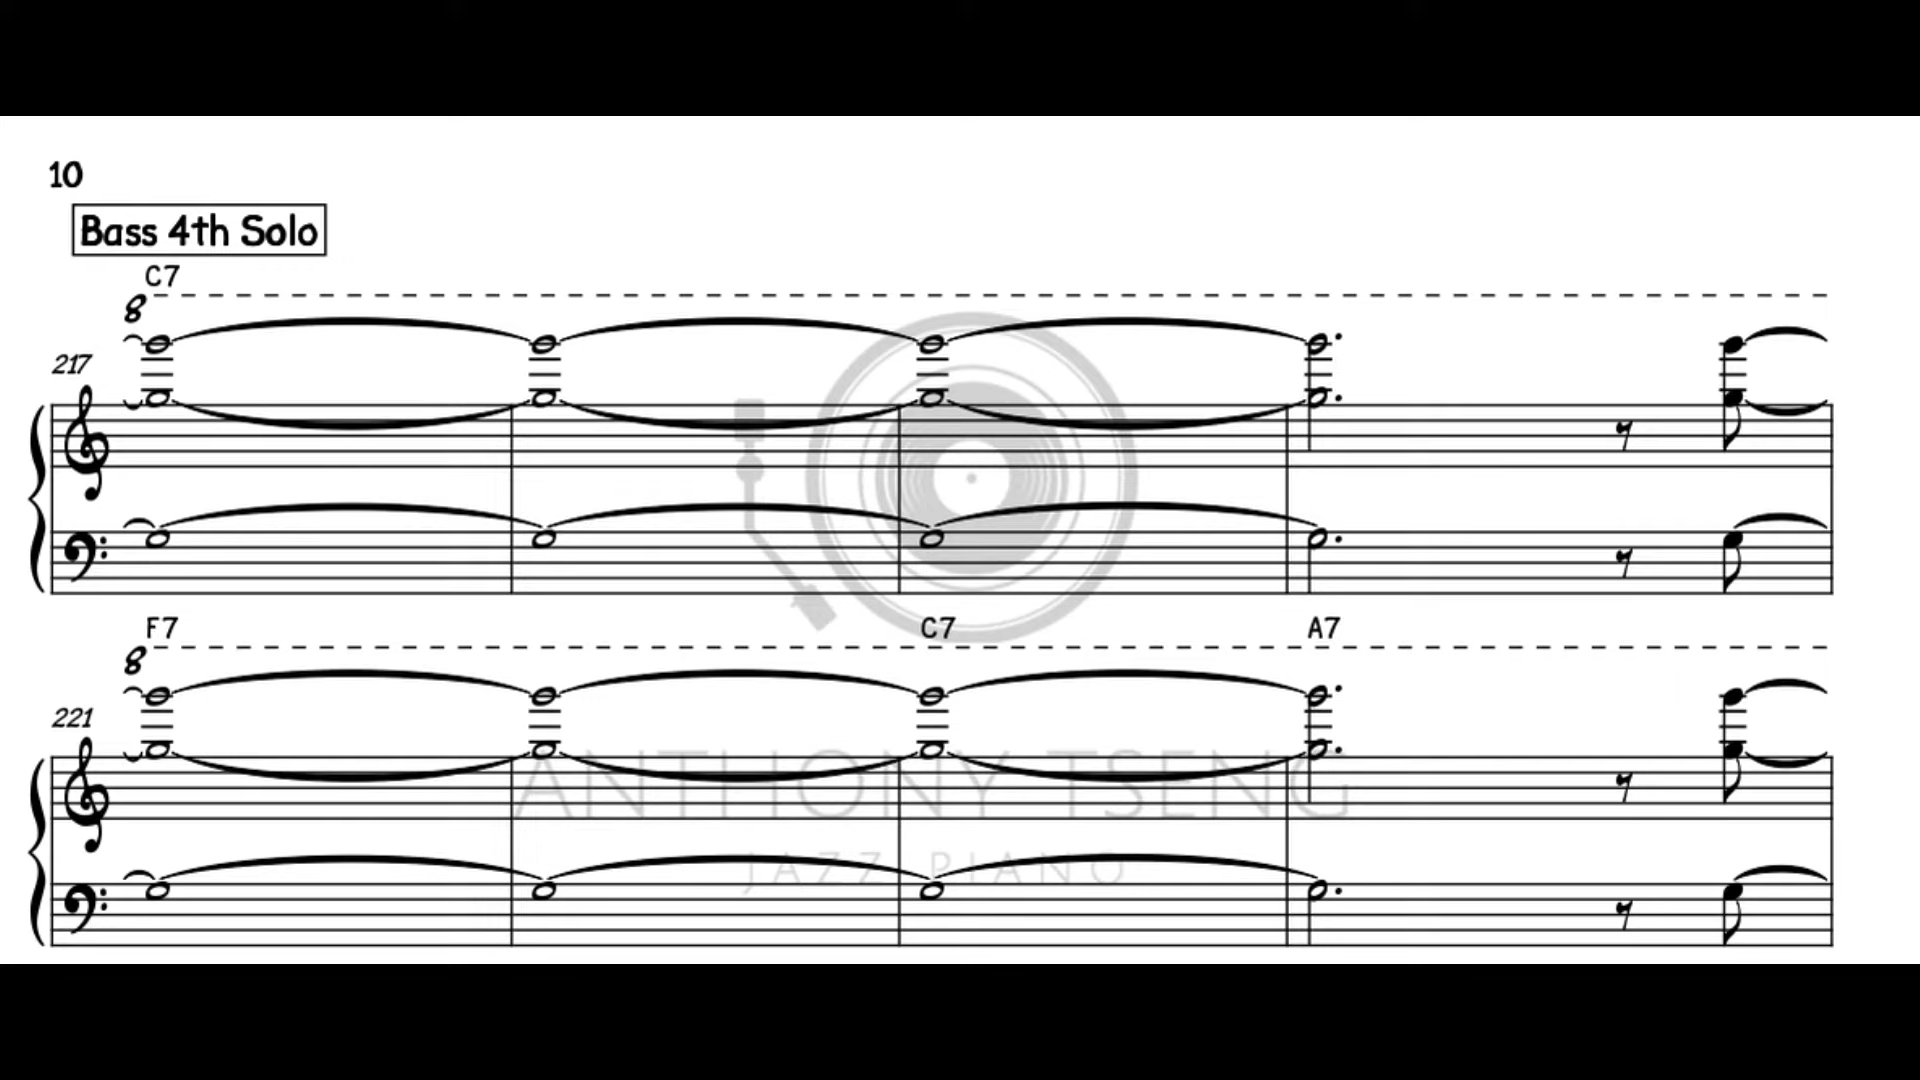 10
Bass 4th Solo
C7
8
217
F7 C7 A7
8
221
ANTHONY TSENG
JAZZ PIANO